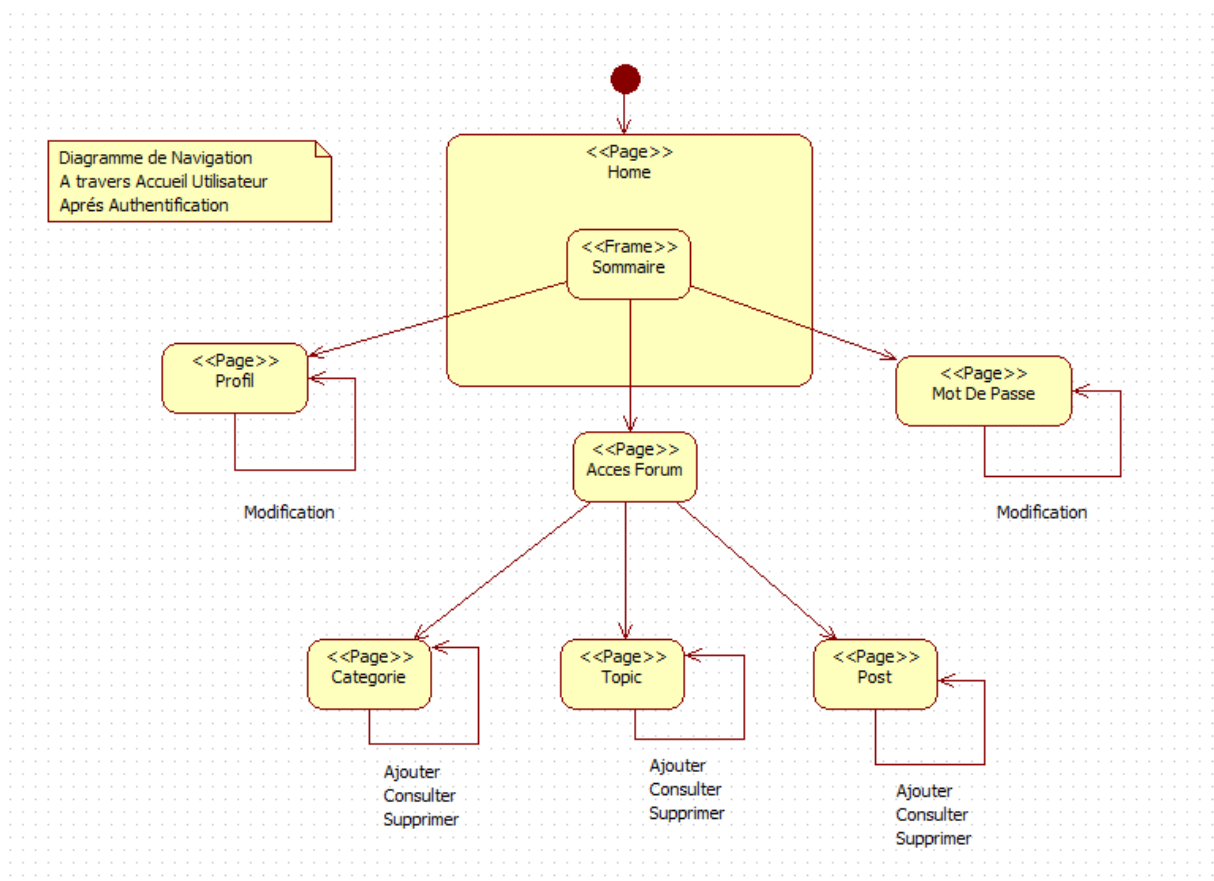 Diagramme de Navigation
A travers Accueil Utilisateur
Aprés Authentification
<<Page>>
Home
<<Frame>>
Sommaire
<<Page>>
Profil
Modification
<<Page>>
Mot De Passe
Modification
<<Page>>
Acces Forum
<<Page>>
Categorie
Ajouter
Consulter
Supprimer
<<Page>>
Topic
Ajouter
Consulter
Supprimer
<<Page>>
Post
Ajouter
Consulter
Supprimer